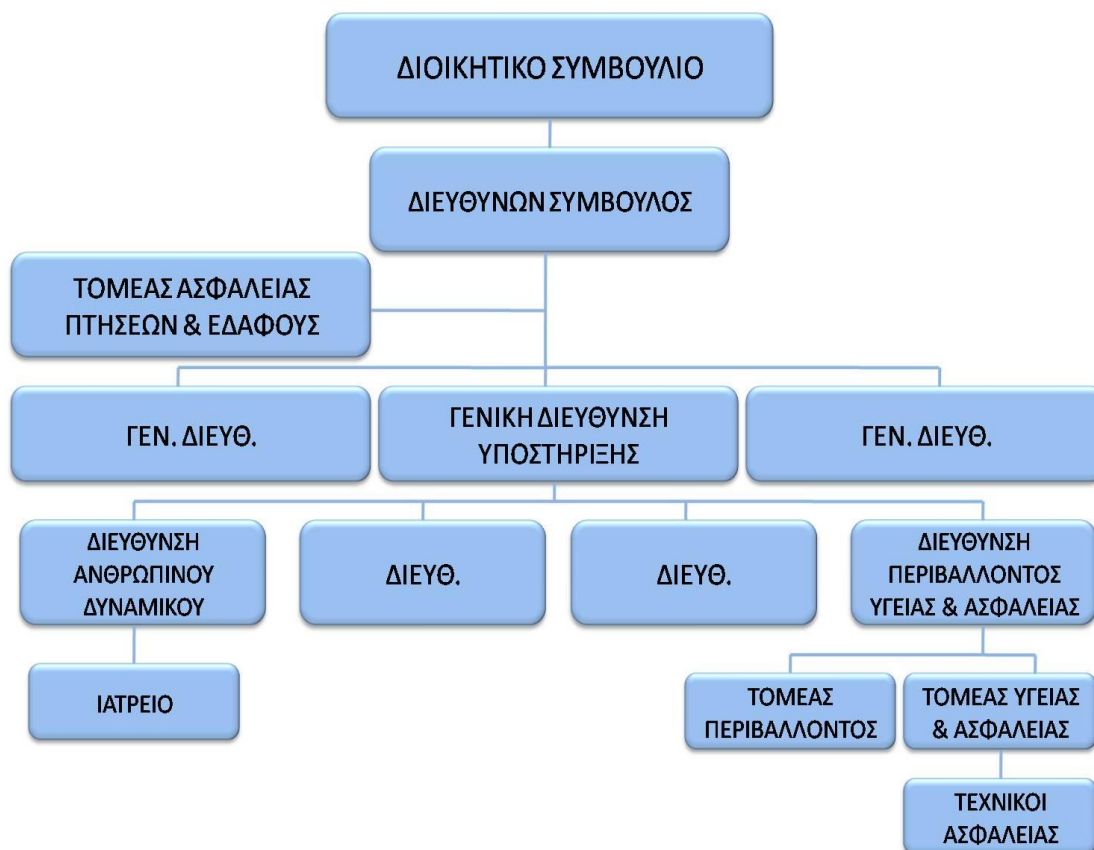 ΔΙΟΙΚΗΤΙΚΟ ΣΥΜΒΟΥΛΙΟ
ΔΙΕΥΘΥΝΩΝ ΣΥΜΒΟΥΛΟΣ
ΤΟΜΕΑΣ ΑΣΦΑΛΕΙΑΣ
ΠΤΗΣΕΩΝ & ΕΔΑΦΟΥΣ
ΓΕΝ. ΔΙΕΥΘ.
ΓΕΝΙΚΗ ΔΙΕΥΘΥΝΣΗ
ΥΠΟΣΤΗΡΙΞΗΣ
ΓΕΝ. ΔΙΕΥΘ.
ΔΙΕΥΘΥΝΣΗ
ΑΝΘΡΩΠΙΝΟΥ
ΔΥΝΑΜΙΚΟΥ
ΔΙΕΥΘ.
ΔΙΕΥΘ.
ΔΙΕΥΘΥΝΣΗ
ΠΕΡΙΒΑΛΛΟΝΤΟΣ
ΥΓΕΙΑΣ & ΑΣΦΑΛΕΙΑΣ
ΙΑΤΡΕΙΟ
ΤΟΜΕΑΣ
ΠΕΡΙΒΑΛΛΟΝΤΟΣ
ΤΟΜΕΑΣ ΥΓΕΙΑΣ
& ΑΣΦΑΛΕΙΑΣ
ΤΕΧΝΙΚΟΙ
ΑΣΦΑΛΕΙΑΣ